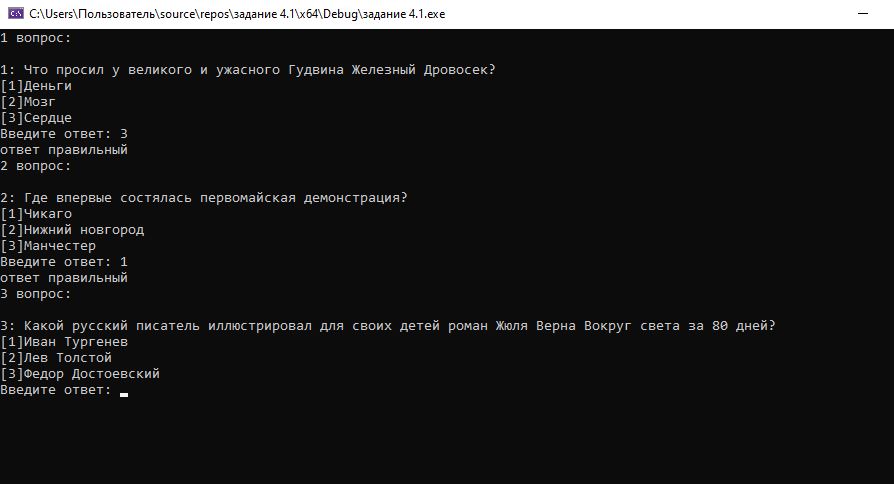 C:\Users\Пользователь\source\repos\задание 4.1\x64\Debug\задание 4.1.exe
1 вопрос:
1: Что просил у великого и ужасного Гудвина Железный Дровосек?
[1]Деньги
[2]Мозг
[3]Сердце
Введите ответ: 3
ответ правильный
2 вопрос:
2: Где впервые состялась первомайская демонстрация?
[1]Чикаго
[2]Нижний новгород
[3]Манчестер
Введите ответ: 1
ответ правильный
3 вопрос:
3: Какой русский писатель иллюстрировал для своих детей роман Жюля Верна Вокруг света за 80 дней?
[1]Иван Тургенев
[2]Лев Толстой
[3]Федор Достоевский
Введите ответ: